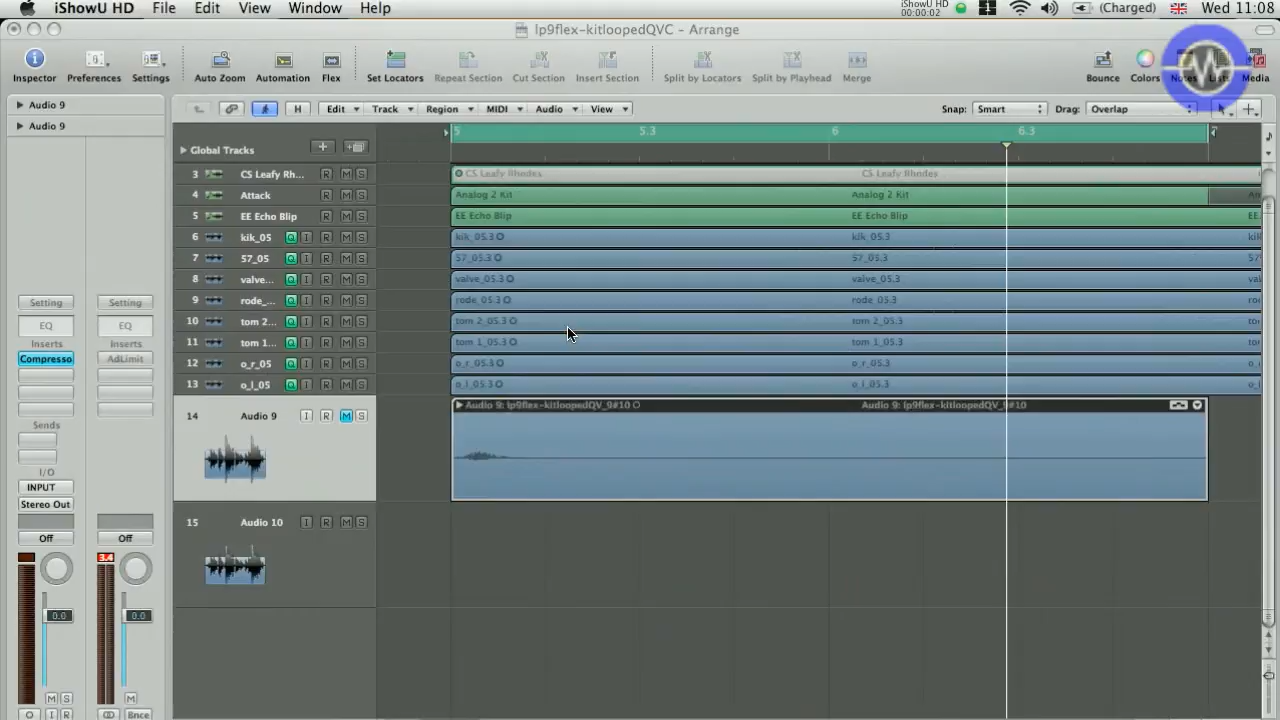 iShowU HD File Edit View Window Help iShowU HD 00:00:02 (Charged) Wed 11:08
lp9flex-kitloopedQVC - Arrange
Inspector Preferences Settings Auto Zoom Automation Flex Set Locators Repeat Section Cut Section Insert Section Split by Locators Split by Playhead Merge Bounce Colors Notes Lists Media
Audio 9 H Edit Track Region MIDI Audio View Snap: Smart Drag: Overlap
Audio 9
5 5.3 6 6.3 7
Global Tracks
3 CS Leafy Rh... R M S CS Leafy Rhodes CS Leafy Rhodes
4 Attack R M S Analog 2 Kit Analog 2 Kit An
5 EE Echo Blip R M S EE Echo Blip EE Echo Blip EE
6 kik_05 Q I R M S kik_05.3 kik_05.3 kik
7 57_05 Q I R M S 57_05.3 57_05.3 57
8 valve... Q I R M S valve_05.3 valve_05.3 val
9 rode_... Q I R M S rode_05.3 rode_05.3 roi
10 tom 2... Q I R M S tom 2_05.3 tom 2_05.3 tor
11 tom 1... Q I R M S tom 1_05.3 tom 1_05.3 tor
12 o_r_05 Q I R M S o_r_05.3 o_r_05.3 o_
13 o_l_05 Q I R M S o_l_05.3 o_l_05.3 o_l
14 Audio 9 I R M S Audio 9: lp9flex-kitloopedQV_9#10 Audio 9: lp9flex-kitloopedQV_9#10
15 Audio 10 I R M S
Setting Setting
EQ EQ
Inserts Inserts
Compresso AdLimit
Sends
I/O
INPUT
Stereo Out
Off Off
3.4
0.0 0.0
M S M
I R Bnce